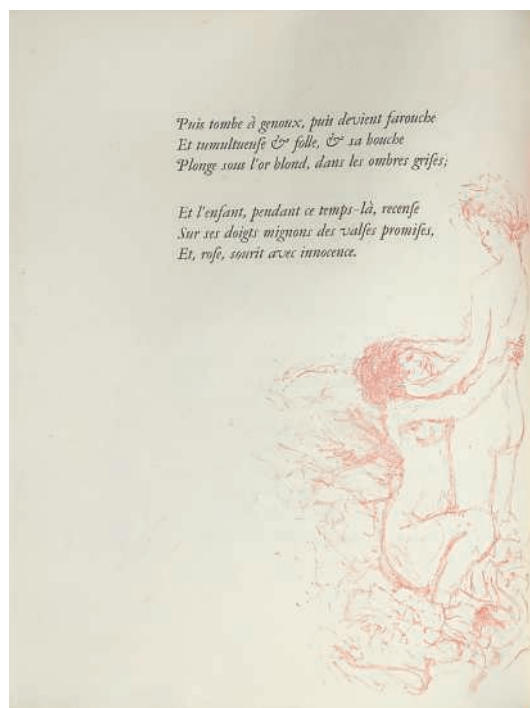 Puis tombe à genoux, puis devient farouche
Et tumultueuſe & folle, & sa bouche
Plonge sous l'or blond, dans les ombres griſes;
Et l'enfant, pendant ce temps-là, recenſe
Sur ses doigts mignons des valſes promiſes,
Et, roſe, sourit avec innocence.